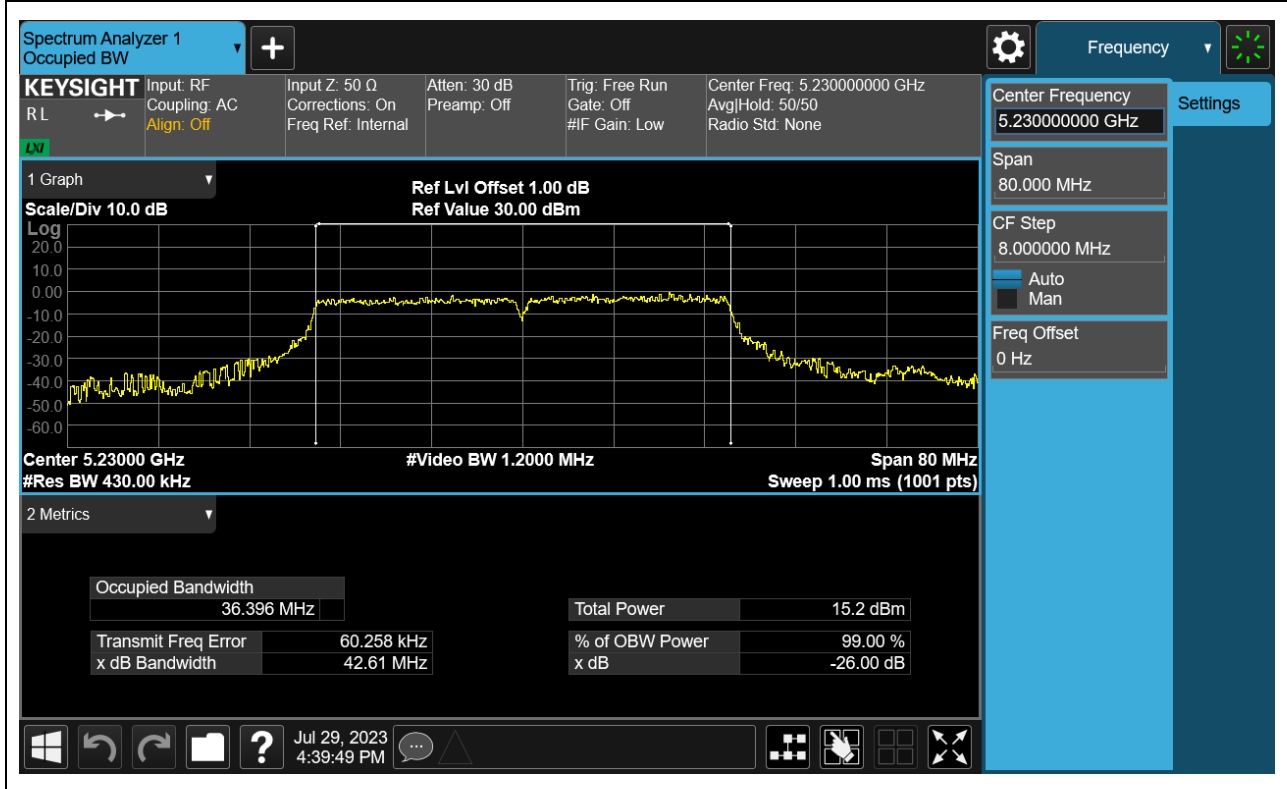 Spectrum Analyzer 1
Occupied BW
Frequency
KEYSIGHT
R L
LXI
Input: RF
Coupling: AC
Align: Off
Input Z: 50 Ω
Corrections: On
Freq Ref: Internal
Atten: 30 dB
Preamp: Off
Trig: Free Run
Gate: Off
#IF Gain: Low
Center Freq: 5.230000000 GHz
Avg|Hold: 50/50
Radio Std: None
Center Frequency
5.230000000 GHz
Settings
Span
80.000 MHz
CF Step
8.000000 MHz
Auto
Man
Freq Offset
0 Hz
1 Graph
Scale/Div 10.0 dB
Ref Lvl Offset 1.00 dB
Ref Value 30.00 dBm
Log
20.0
10.0
0.00
-10.0
-20.0
-30.0
-40.0
-50.0
-60.0
Center 5.23000 GHz
#Video BW 1.2000 MHz
Span 80 MHz
#Res BW 430.00 kHz
Sweep 1.00 ms (1001 pts)
2 Metrics
Occupied Bandwidth
36.396 MHz
Total Power 15.2 dBm
Transmit Freq Error 60.258 kHz
% of OBW Power 99.00 %
x dB Bandwidth 42.61 MHz
x dB -26.00 dB
Jul 29, 2023
4:39:49 PM